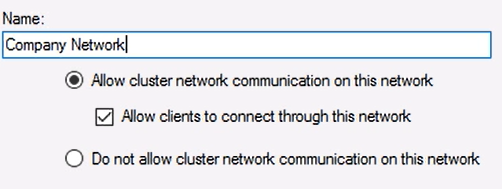 Name:
Company Network
Allow cluster network communication on this network
Allow clients to connect through this network
Do not allow cluster network communication on this network